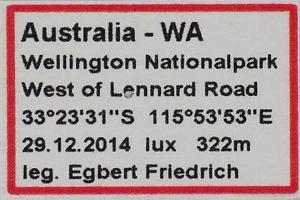 Australia - WA
Wellington Nationalpark
West of Lennard Road
33°23'31''S 115°53'53''E
29.12.2014 lux 322m
leg. Egbert Friedrich